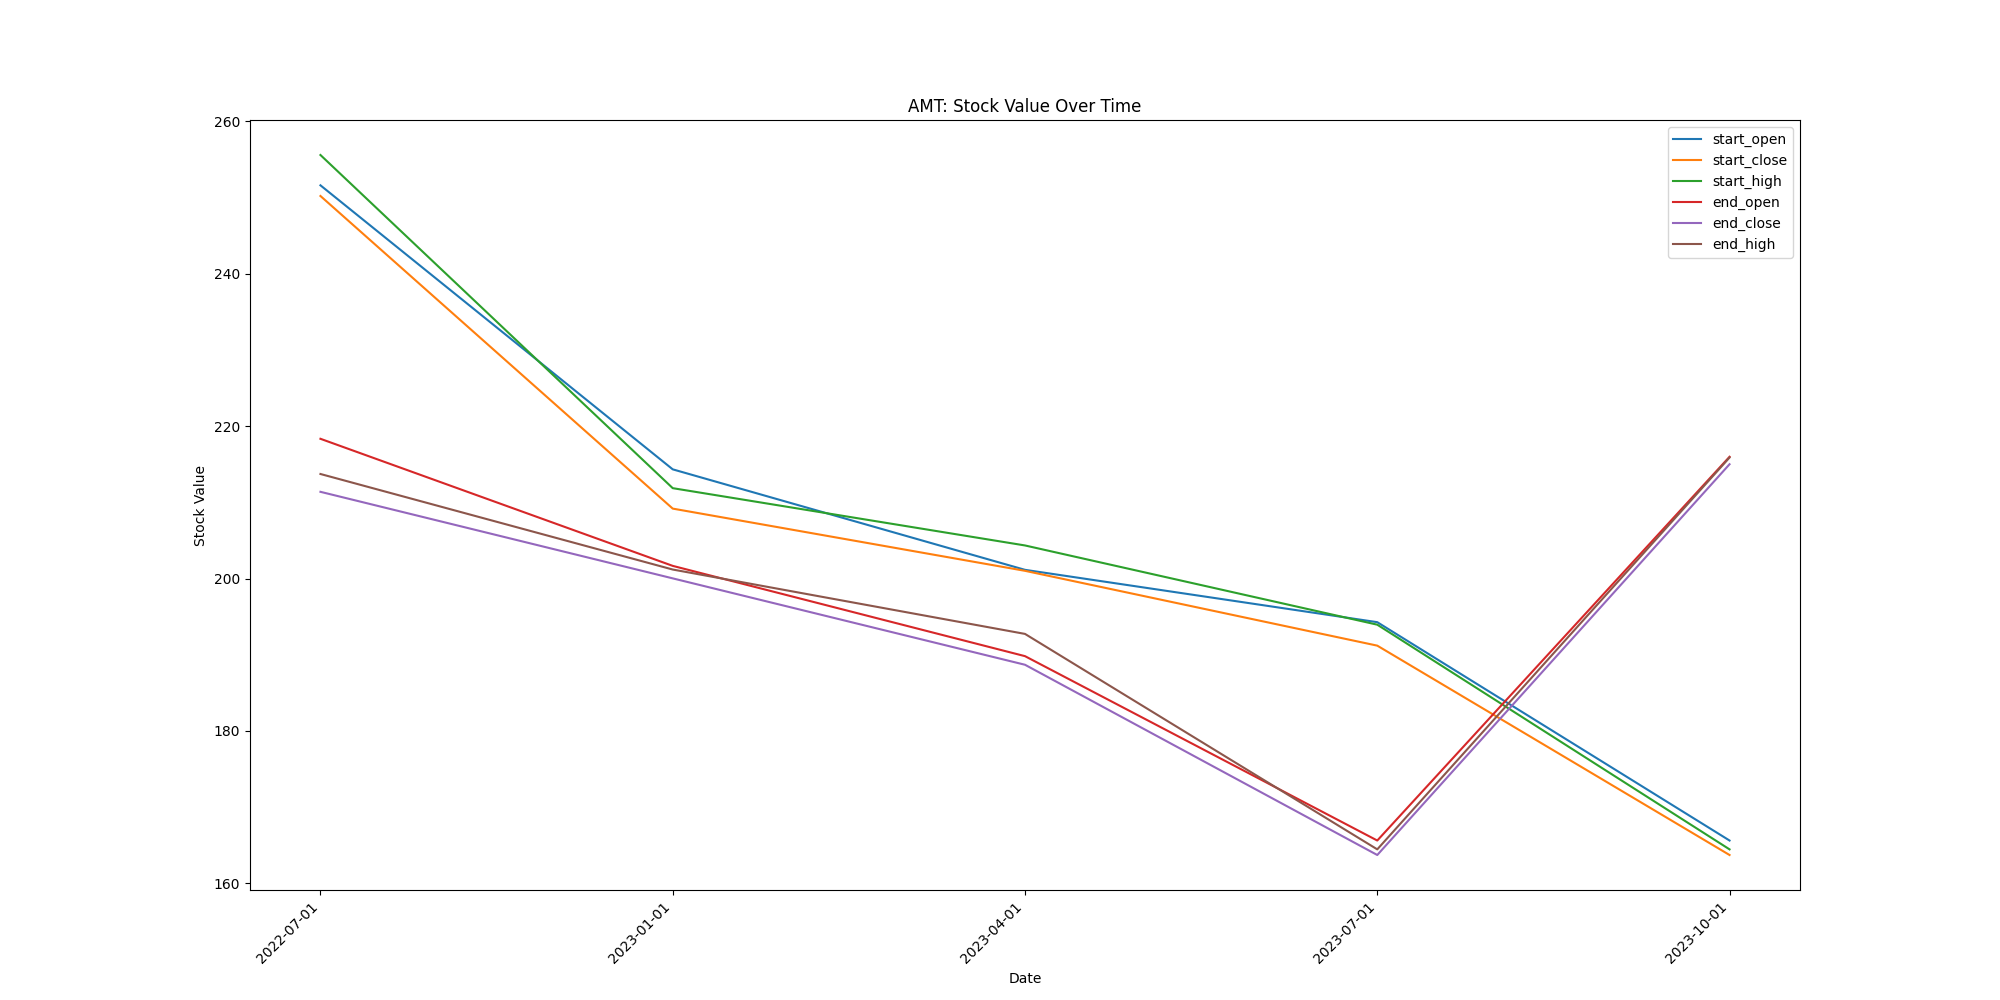 AMT: Stock Value Over Time
start_open
start_close
start_high
end_open
end_close
end_high
260
240
220
200
180
160
Stock Value
2022-07-01
2023-01-01
2023-04-01
2023-07-01
2023-10-01
Date